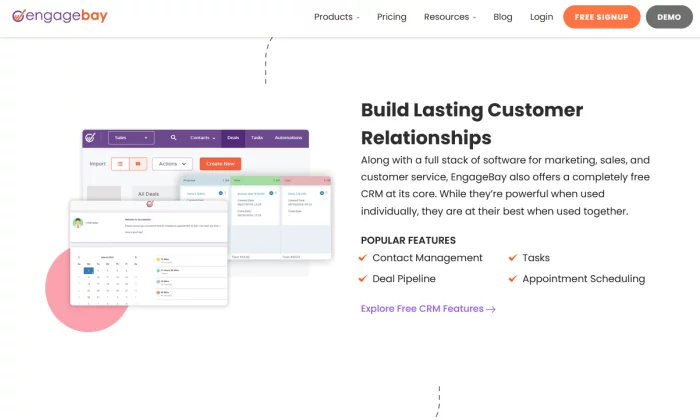 engagebay
Products Pricing Resources Blog Login FREE SIGNUP DEMO
Build Lasting Customer
Relationships
Along with a full stack of software for marketing, sales, and
customer service, EngageBay also offers a completely free
CRM at its core. While they're powerful when used
individually, they are at their best when used together.
POPULAR FEATURES
Contact Management Tasks
Deal Pipeline Appointment Scheduling
Explore Free CRM Features
Sales Contacts Deals Tasks Automations
Import Actions Create New
All Deals